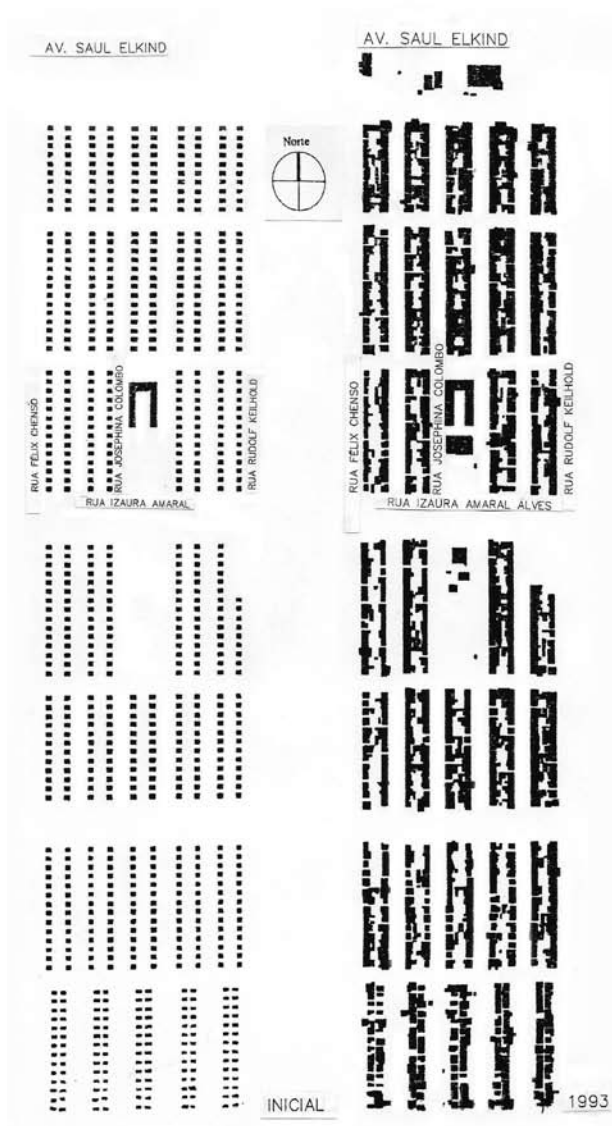 AV. SAUL ELKIND
AV. SAUL ELKIND
Norte
RUA FÉLIX CHENSO
RUA JOSEPHINA COLOMBO
RUA RUDOLF KEILHOLD
RUA IZAURA AMARAL
RUA FÉLIX CHENSO
RUA JOSEPHINA COLOMBO
RUA RUDOLF KEILHOLD
RUA IZAURA AMARAL ALVES
INICIAL
1993